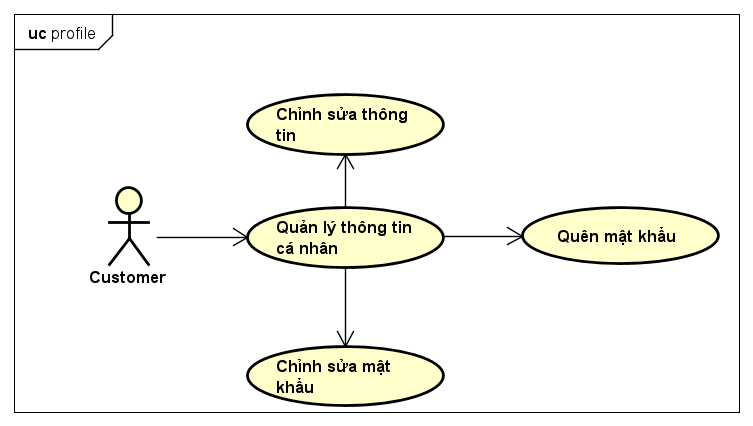 uc profile
Chỉnh sửa thông
tin
Quản lý thông tin
cá nhân
Quên mật khẩu
Customer
Chỉnh sửa mật
khẩu